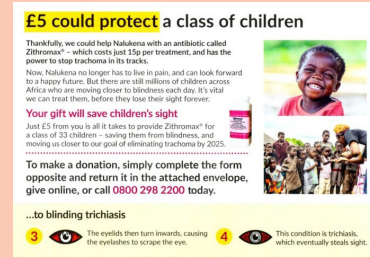 £5 could protect a class of children
Thankfully, we could help Nalukena with an antibiotic called
Zithromax® – which costs just 15p per treatment, and has the
power to stop trachoma in its tracks.
Now, Nalukena no longer has to live in pain, and can look forward
to a happy future. But there are still millions of children across
Africa who are moving closer to blindness each day. It's vital
we can treat them, before they lose their sight forever.
Your gift will save children's sight
Just £5 from you is all it takes to provide Zithromax® for
a class of 33 children – saving them from blindness, and
moving us closer to our goal of eliminating trachoma by 2025.
To make a donation, simply complete the form
opposite and return it in the attached envelope,
give online, or call 0800 298 2200 today.
...to blinding trichiasis
3 The eyelids then turn inwards, causing
the eyelashes to scrape the eye.
4 This condition is trichiasis,
which eventually steals sight.